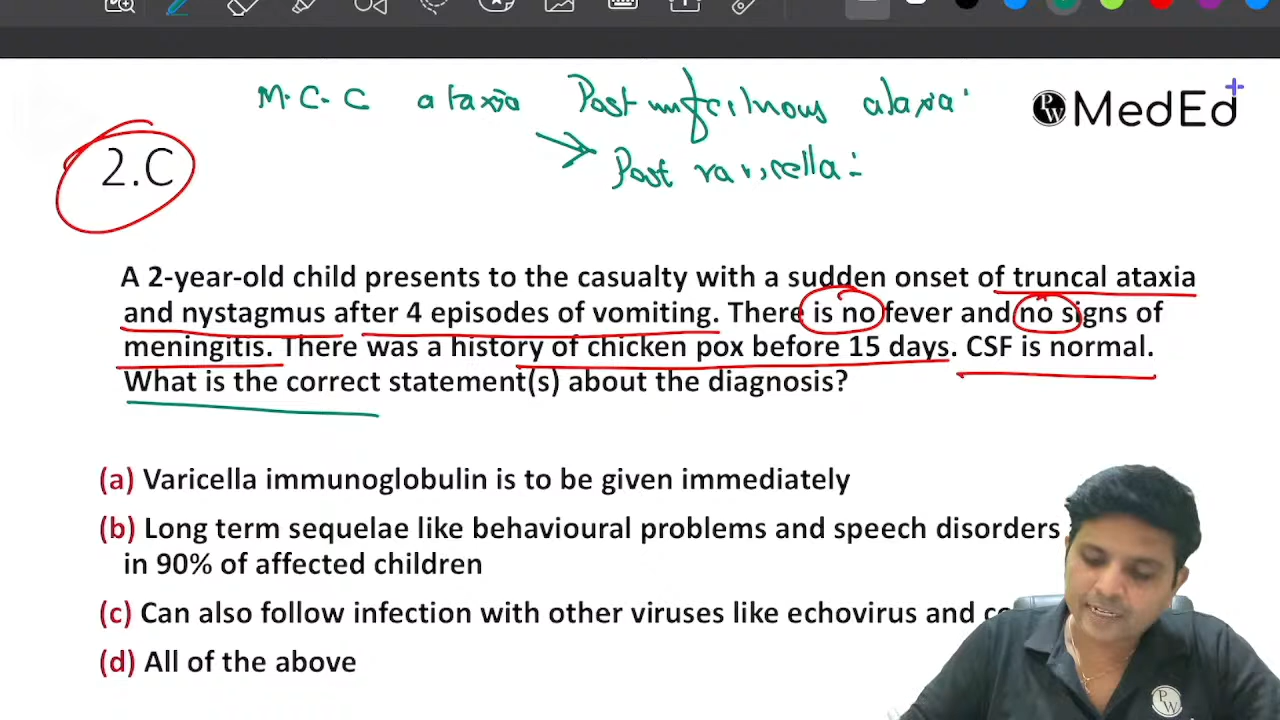 M.C.C ataxia Post infectious ataxia
Post varicella
PW MedEd
2.C
A 2-year-old child presents to the casualty with a sudden onset of truncal ataxia
and nystagmus after 4 episodes of vomiting. There is no fever and no signs of
meningitis. There was a history of chicken pox before 15 days. CSF is normal.
What is the correct statement(s) about the diagnosis?
(a) Varicella immunoglobulin is to be given immediately
(b) Long term sequelae like behavioural problems and speech disorders
in 90% of affected children
(c) Can also follow infection with other viruses like echovirus and
(d) All of the above
PW